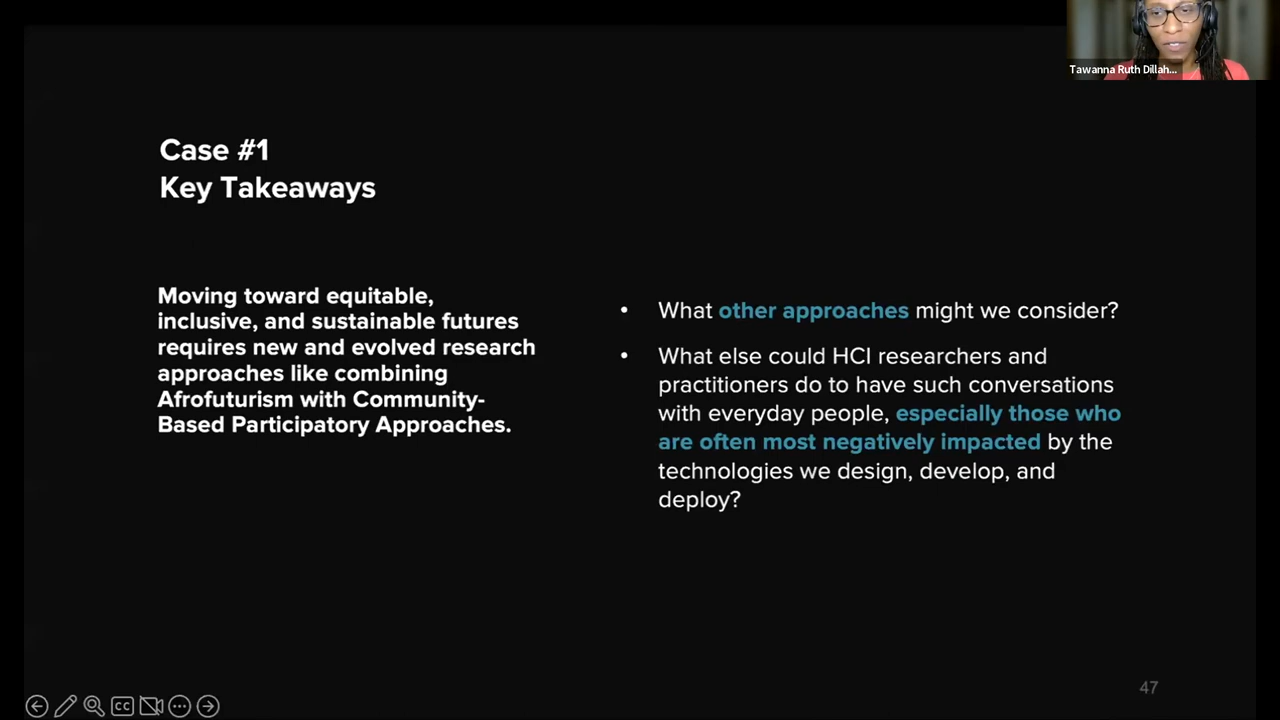 Tawanna Ruth Dillah...
Case #1
Key Takeaways
Moving toward equitable,
inclusive, and sustainable futures
requires new and evolved research
approaches like combining
Afrofuturism with Community-
Based Participatory Approaches.
• What other approaches might we consider?
• What else could HCI researchers and
practitioners do to have such conversations
with everyday people, especially those who
are often most negatively impacted by the
technologies we design, develop, and
deploy?
CC
47